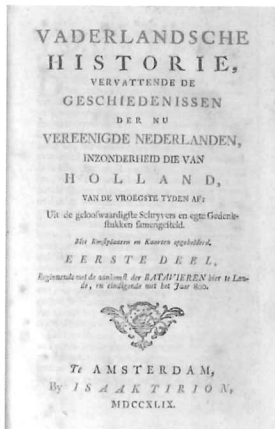 VADERLANDSCHE
HISTORIE,
VERVATTENDE DE
GESCHIEDENISSEN
DER NU
VEREENIGDE NEDERLANDEN,
INZONDERHEID DIE VAN
HOLLAND,
VAN DE VROEGSTE TYDEN AF:
Uit de geloofwaardigste Schryvers en egte Gedenk-
stukken samengesteld.
Met Konstplaaten en Kaarten opgehelderd.
EERSTE DEEL,
Beginnende met de aankomst der BATAVIEREN hier te Lan-
de, en eindigende met het Jaar 800.
Te AMSTERDAM,
By ISAAK TIRION,
MDCCXLIX.